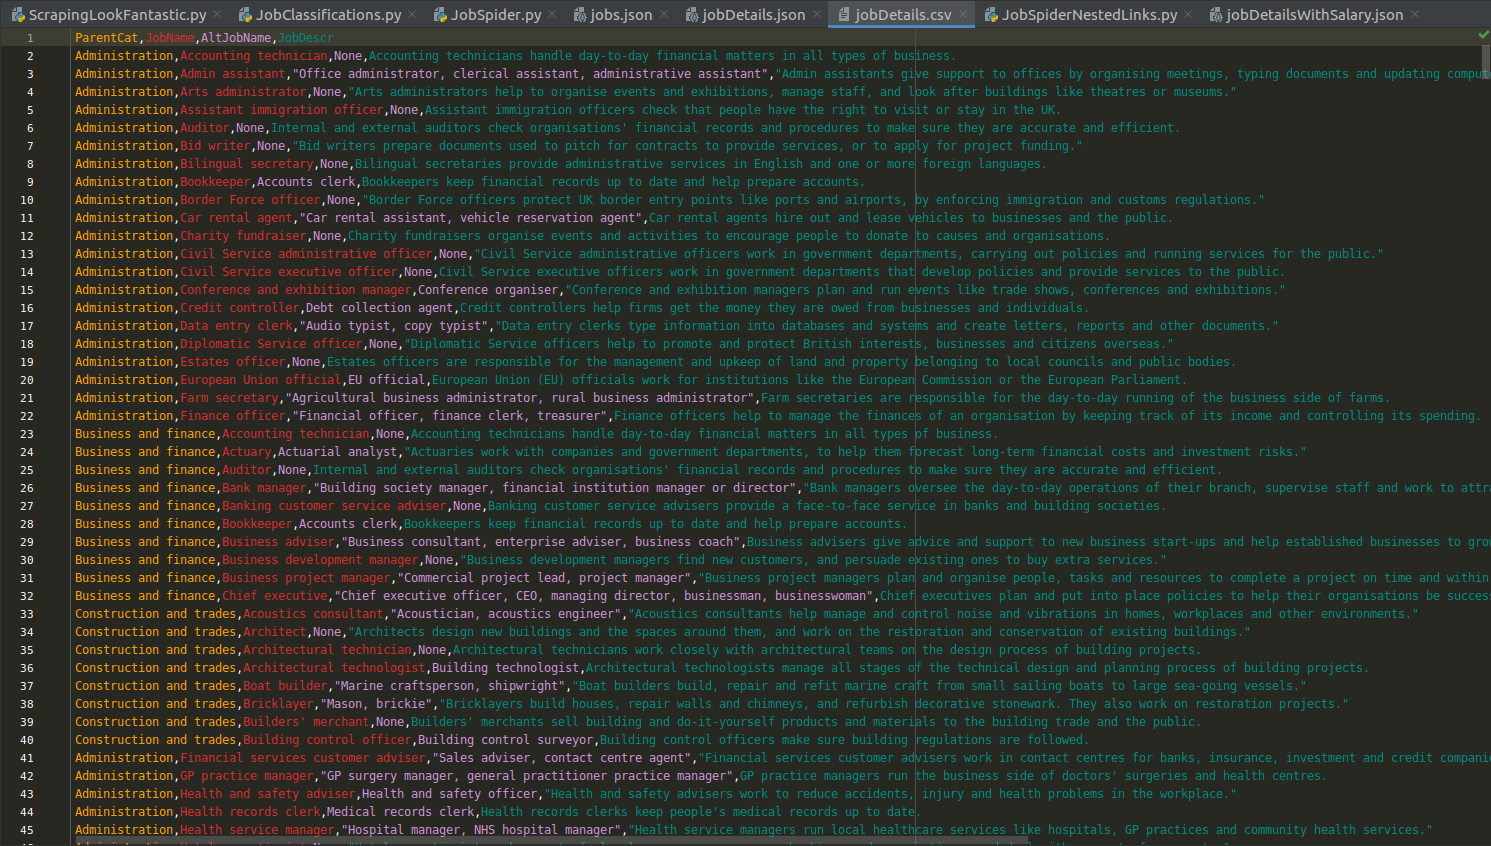 ScrapingLookFantastic.py × JobClassifications.py × JobSpider.py × jobs.json × jobDetails.json × jobDetails.csv × JobSpiderNestedLinks.py × jobDetailsWithSalary.json ×
1 ParentCat,JobName,AltJobName,JobDescr
2 Administration,Accounting technician,None,Accounting technicians handle day-to-day financial matters in all types of business.
3 Administration,Admin assistant,"Office administrator, clerical assistant, administrative assistant","Admin assistants give support to offices by organising meetings, typing documents and updating
4 Administration,Arts administrator,None,"Arts administrators help to organise events and exhibitions, manage staff, and look after buildings like theatres or museums."
5 Administration,Assistant immigration officer,None,Assistant immigration officers check that people have the right to visit or stay in the UK.
6 Administration,Auditor,None,Internal and external auditors check organisations' financial records and procedures to make sure they are accurate and efficient.
7 Administration,Bid writer,None,"Bid writers prepare documents used to pitch for contracts to provide services, or to apply for project funding."
8 Administration,Bilingual secretary,None,Bilingual secretaries provide administrative services in English and one or more foreign languages.
9 Administration,Bookkeeper,Accounts clerk,Bookkeepers keep financial records up to date and help prepare accounts.
10 Administration,Border Force officer,None,"Border Force officers protect UK border entry points like ports and airports, by enforcing immigration and customs regulations."
11 Administration,Car rental agent,"Car rental assistant, vehicle reservation agent",Car rental agents hire out and lease vehicles to businesses and the public.
12 Administration,Charity fundraiser,None,Charity fundraisers organise events and activities to encourage people to donate to causes and organisations.
13 Administration,Civil Service administrative officer,None,"Civil Service administrative officers work in government departments, carrying out policies and running services for the public."
14 Administration,Civil Service executive officer,None,Civil Service executive officers work in government departments that develop policies and provide services to the public.
15 Administration,Conference and exhibition manager,Conference organiser,"Conference and exhibition managers plan and run events like trade shows, conferences and exhibitions."
16 Administration,Credit controller,Debt collection agent,Credit controllers help firms get the money they are owed from businesses and individuals.
17 Administration,Data entry clerk,"Audio typist, copy typist","Data entry clerks type information into databases and systems and create letters, reports and other documents."
18 Administration,Diplomatic Service officer,None,"Diplomatic Service officers help to promote and protect British interests, businesses and citizens overseas."
19 Administration,Estates officer,None,Estates officers are responsible for the management and upkeep of land and property belonging to local councils and public bodies.
20 Administration,European Union official,EU official,European Union (EU) officials work for institutions like the European Commission or the European Parliament.
21 Administration,Farm secretary,"Agricultural business administrator, rural business administrator",Farm secretaries are responsible for the day-to-day running of the business side of farms.
22 Administration,Finance officer,"Financial officer, finance clerk, treasurer",Finance officers help to manage the finances of an organisation by keeping track of its income and controlling its spending.
23 Business and finance,Accounting technician,None,Accounting technicians handle day-to-day financial matters in all types of business.
24 Business and finance,Actuary,Actuarial analyst,"Actuaries work with companies and government departments, to help them forecast long-term financial costs and investment risks."
25 Business and finance,Auditor,None,Internal and external auditors check organisations' financial records and procedures to make sure they are accurate and efficient.
26 Business and finance,Bank manager,"Building society manager, financial institution manager or director","Bank managers oversee the day-to-day operations of their branch, supervise staff and work to
27 Business and finance,Banking customer service adviser,None,Banking customer service advisers provide a face-to-face service in banks and building societies.
28 Business and finance,Bookkeeper,Accounts clerk,Bookkeepers keep financial records up to date and help prepare accounts.
29 Business and finance,Business adviser,"Business consultant, enterprise adviser, business coach",Business advisers give advice and support to new business start-ups and help established businesses to
30 Business and finance,Business development manager,None,"Business development managers find new customers, and persuade existing ones to buy extra services."
31 Business and finance,Business project manager,"Commercial project lead, project manager","Business project managers plan and organise people, tasks and resources to complete a project on time and within
32 Business and finance,Chief executive,"Chief executive officer, CEO, managing director, businessman, businesswoman",Chief executives plan and put into place policies to help their organisations be
33 Construction and trades,Acoustics consultant,"Acoustician, acoustics engineer","Acoustics consultants help manage and control noise and vibrations in homes, workplaces and other environments."
34 Construction and trades,Architect,None,"Architects design new buildings and the spaces around them, and work on the restoration and conservation of existing buildings."
35 Construction and trades,Architectural technician,None,Architectural technicians work closely with architectural teams on the design process of building projects.
36 Construction and trades,Architectural technologist,Building technologist,Architectural technologists manage all stages of the technical design and planning process of building projects.
37 Construction and trades,Boat builder,"Marine craftsperson, shipwright","Boat builders build, repair and refit marine craft from small sailing boats to large sea-going vessels."
38 Construction and trades,Bricklayer,"Mason, brickie","Bricklayers build houses, repair walls and chimneys, and refurbish decorative stonework. They also work on restoration projects."
39 Construction and trades,Builders' merchant,None,Builders' merchants sell building and do-it-yourself products and materials to the building trade and the public.
40 Construction and trades,Building control officer,Building control surveyor,Building control officers make sure building regulations are followed.
41 Administration,Financial services customer adviser,"Sales adviser, contact centre agent","Financial services customer advisers work in contact centres for banks, insurance, investment and credit
42 Administration,GP practice manager,"GP surgery manager, general practitioner practice manager",GP practice managers run the business side of doctors' surgeries and health centres.
43 Administration,Health and safety adviser,Health and safety officer,"Health and safety advisers work to reduce accidents, injury and health problems in the workplace."
44 Administration,Health records clerk,Medical records clerk,Health records clerks keep people's medical records up to date.
45 Administration,Health service manager,"Hospital manager, NHS hospital manager","Health service managers run local healthcare services like hospitals, GP practices and community health services."